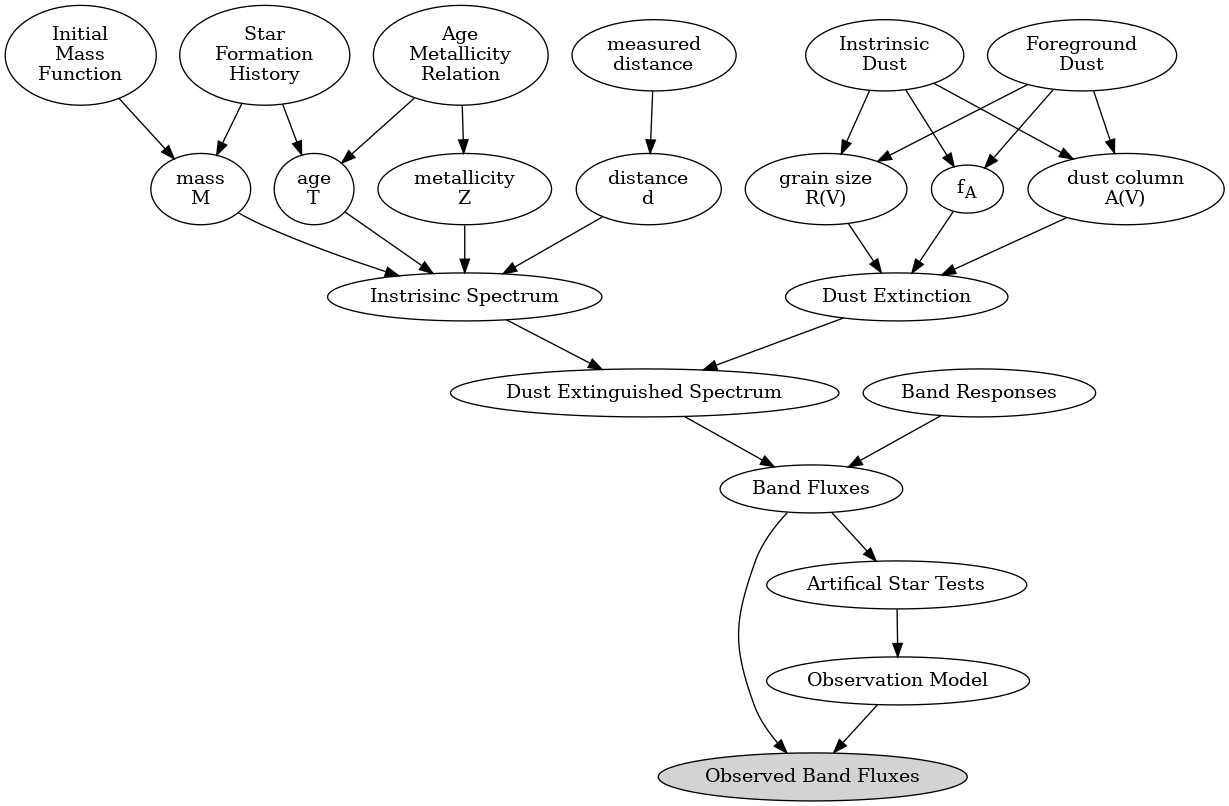 Initial
Mass
Function
Star
Formation
History
Age
Metallicity
Relation
measured
distance
Instrinsic
Dust
Foreground
Dust
mass
M
age
T
metallicity
Z
distance
d
grain size
R(V)
fA
dust column
A(V)
Instrisinc Spectrum
Dust Extinction
Dust Extinguished Spectrum
Band Responses
Band Fluxes
Artifical Star Tests
Observation Model
Observed Band Fluxes